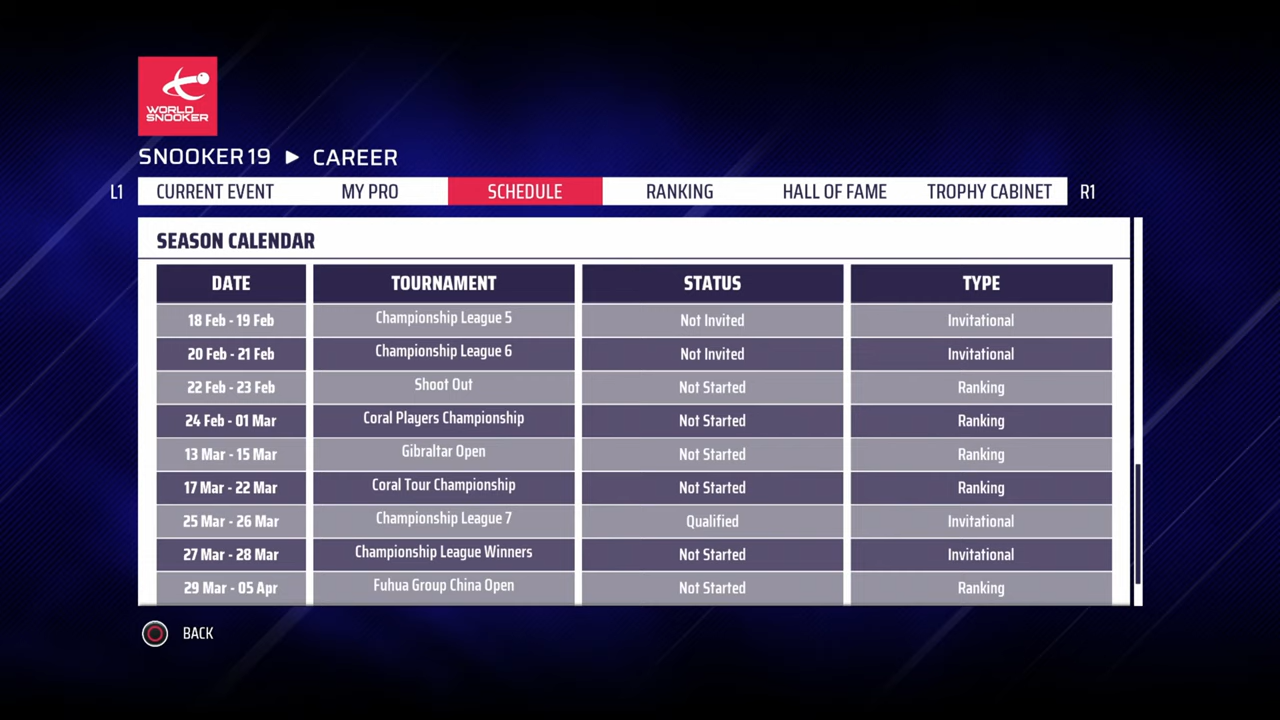 WORLD
SNOOKER
SNOOKER 19 ▶ CAREER
L1 CURRENT EVENT MY PRO SCHEDULE RANKING HALL OF FAME TROPHY CABINET R1
SEASON CALENDAR
DATE TOURNAMENT STATUS TYPE
18 Feb - 19 Feb Championship League 5 Not Invited Invitational
20 Feb - 21 Feb Championship League 6 Not Invited Invitational
22 Feb - 23 Feb Shoot Out Not Started Ranking
24 Feb - 01 Mar Coral Players Championship Not Started Ranking
13 Mar - 15 Mar Gibraltar Open Not Started Ranking
17 Mar - 22 Mar Coral Tour Championship Not Started Ranking
25 Mar - 26 Mar Championship League 7 Qualified Invitational
27 Mar - 28 Mar Championship League Winners Not Started Invitational
29 Mar - 05 Apr Fuhua Group China Open Not Started Ranking
BACK